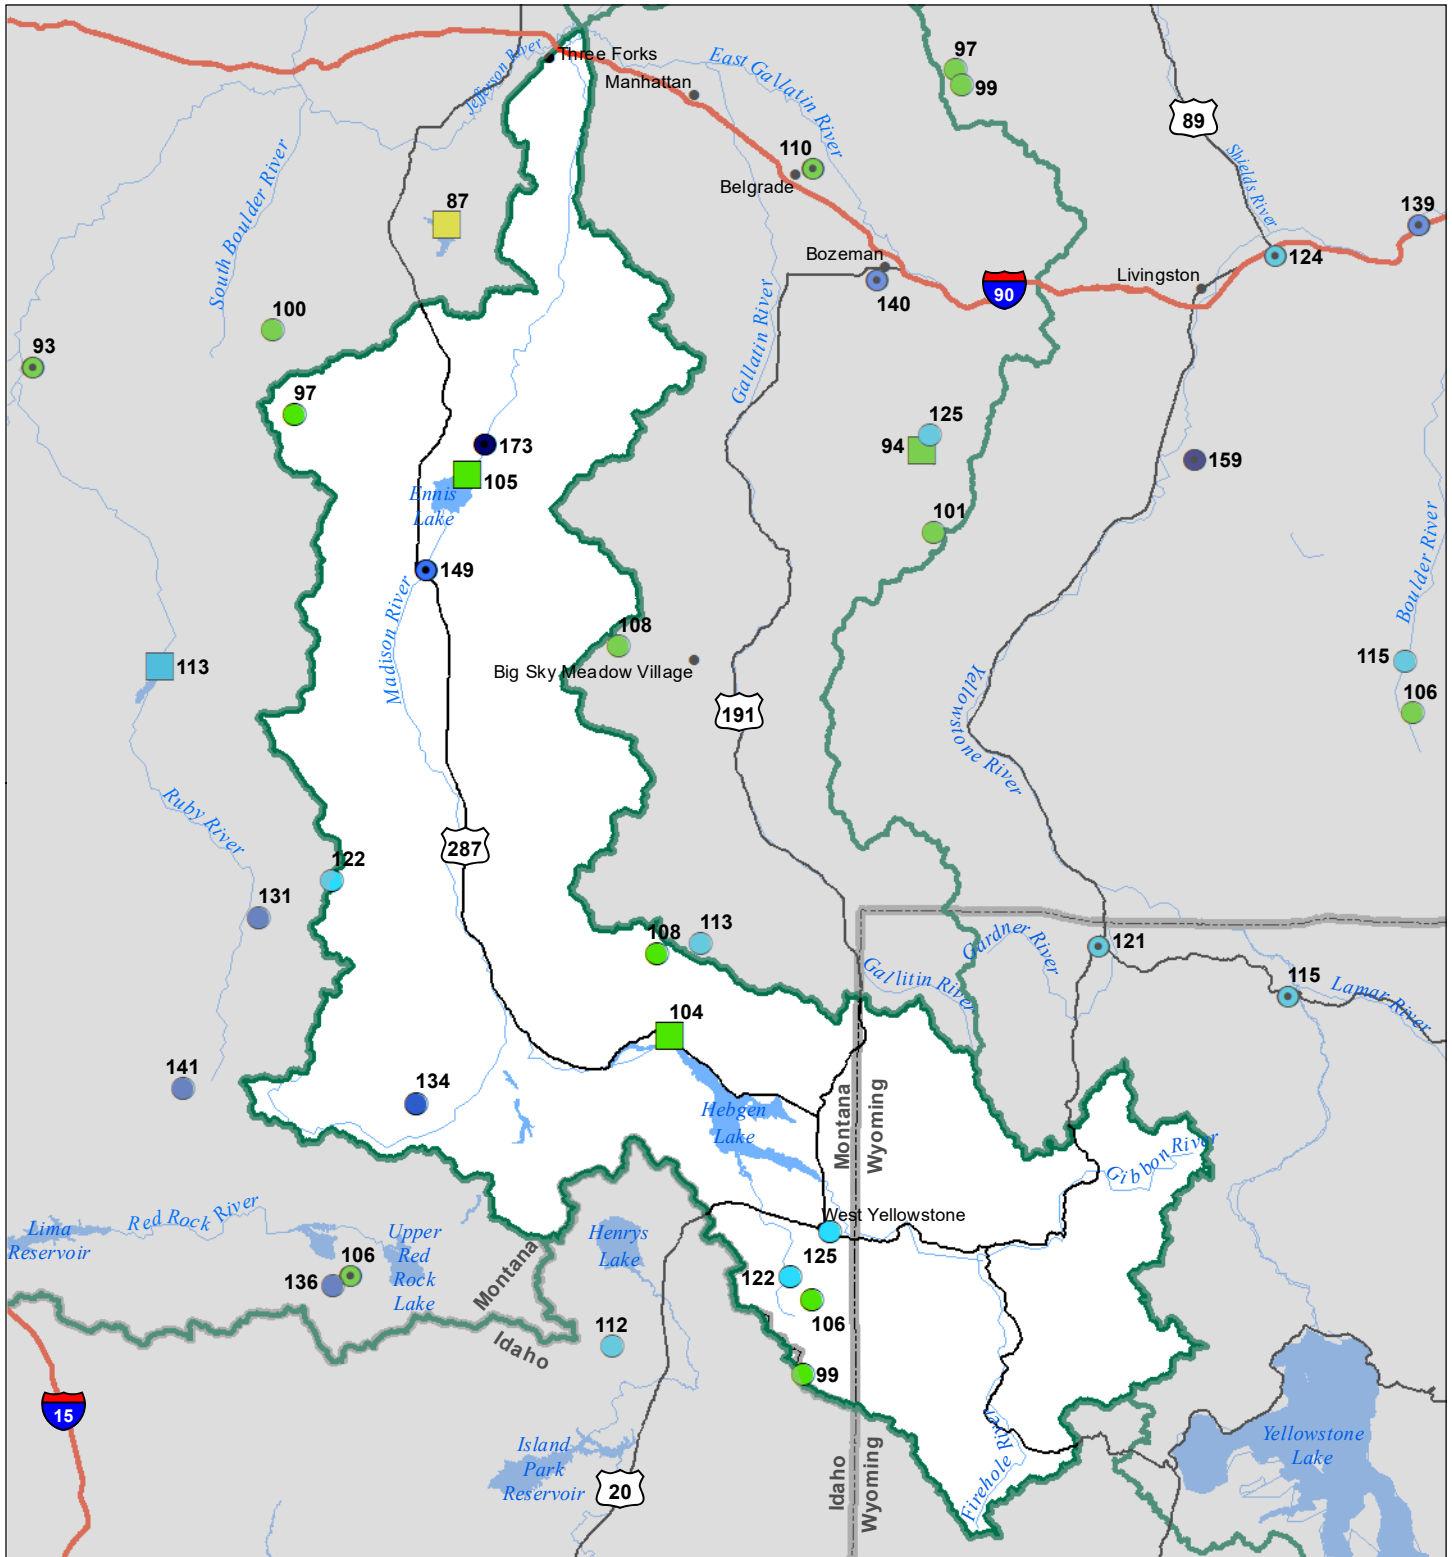 Three Forks
Jefferson River
Manhattan
East Gallatin River
97
99
89
110
Belgrade
South Boulder River
87
Shields River
139
124
Bozeman
140
90
Livingston
100
93
97
Gallatin River
125
94
173
105
Ennis
Lake
159
101
Boulder River
149
Madison River
108
Big Sky Meadow Village
113
115
106
191
Yellowstone River
Ruby River
287
122
131
108
113
Gardner River
121
Gallitin River
115
Lamar River
104
141
134
Hebgen
Lake
Montana
Wyoming
Gibbon River
Red Rock River
Lima
Reservoir
Upper
Red
Rock
Lake
Henrys
Lake
West Yellowstone
125
122
106
106
136
Montana
Idaho
112
99
15
Island
Park
Reservoir
20
Idaho
Wyoming
Firehole River
Yellowstone
Lake